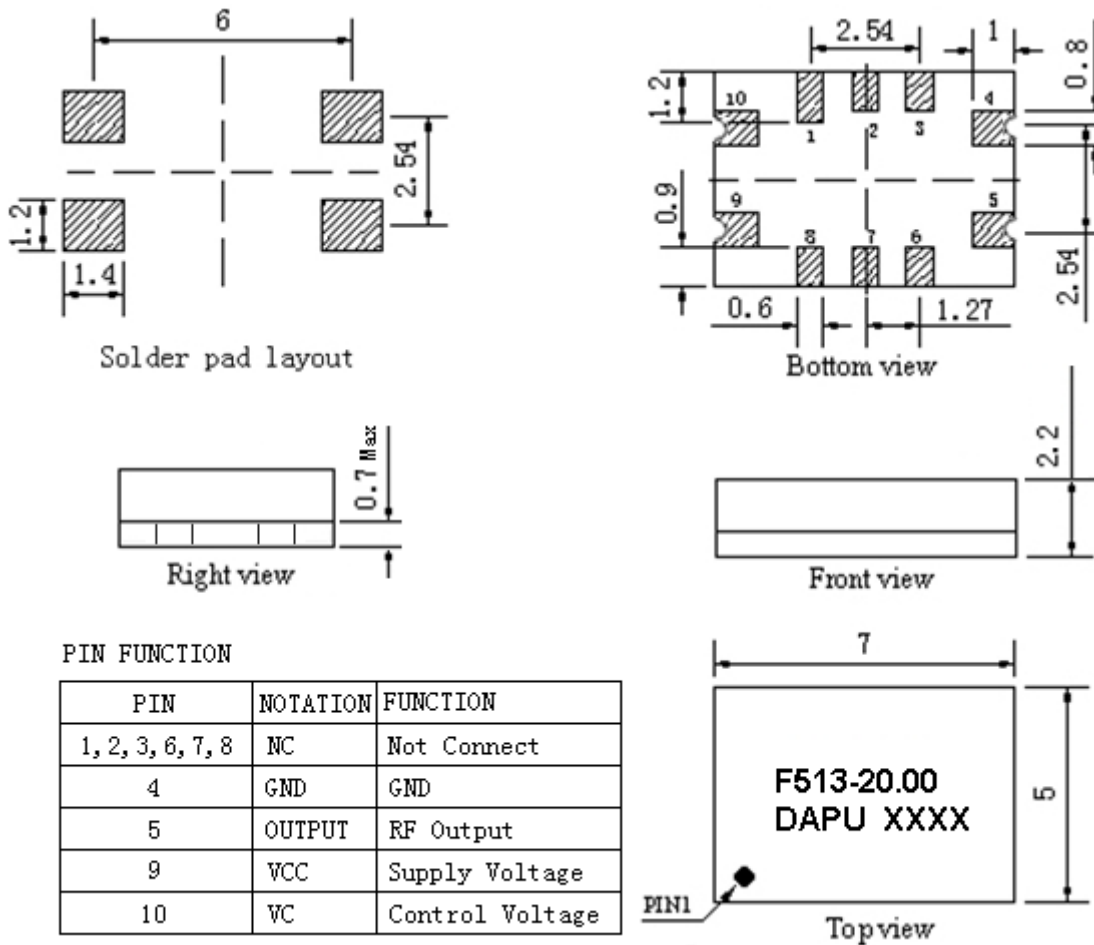 6
2.54
1.2
1.4
Solder pad layout
2.54
1
0.8
1.2
10
1
2
3
4
9
8
7
6
5
0.9
0.6
1.27
2.54
Bottom view
0.7 Max
Right view
2.2
Front view
PIN FUNCTION
PIN NOTATION FUNCTION
1,2,3,6,7,8 NC Not Connect
4 GND GND
5 OUTPUT RF Output
9 VCC Supply Voltage
10 VC Control Voltage
7
F513-20.00
DAPU XXXX
5
PIN1
Top view